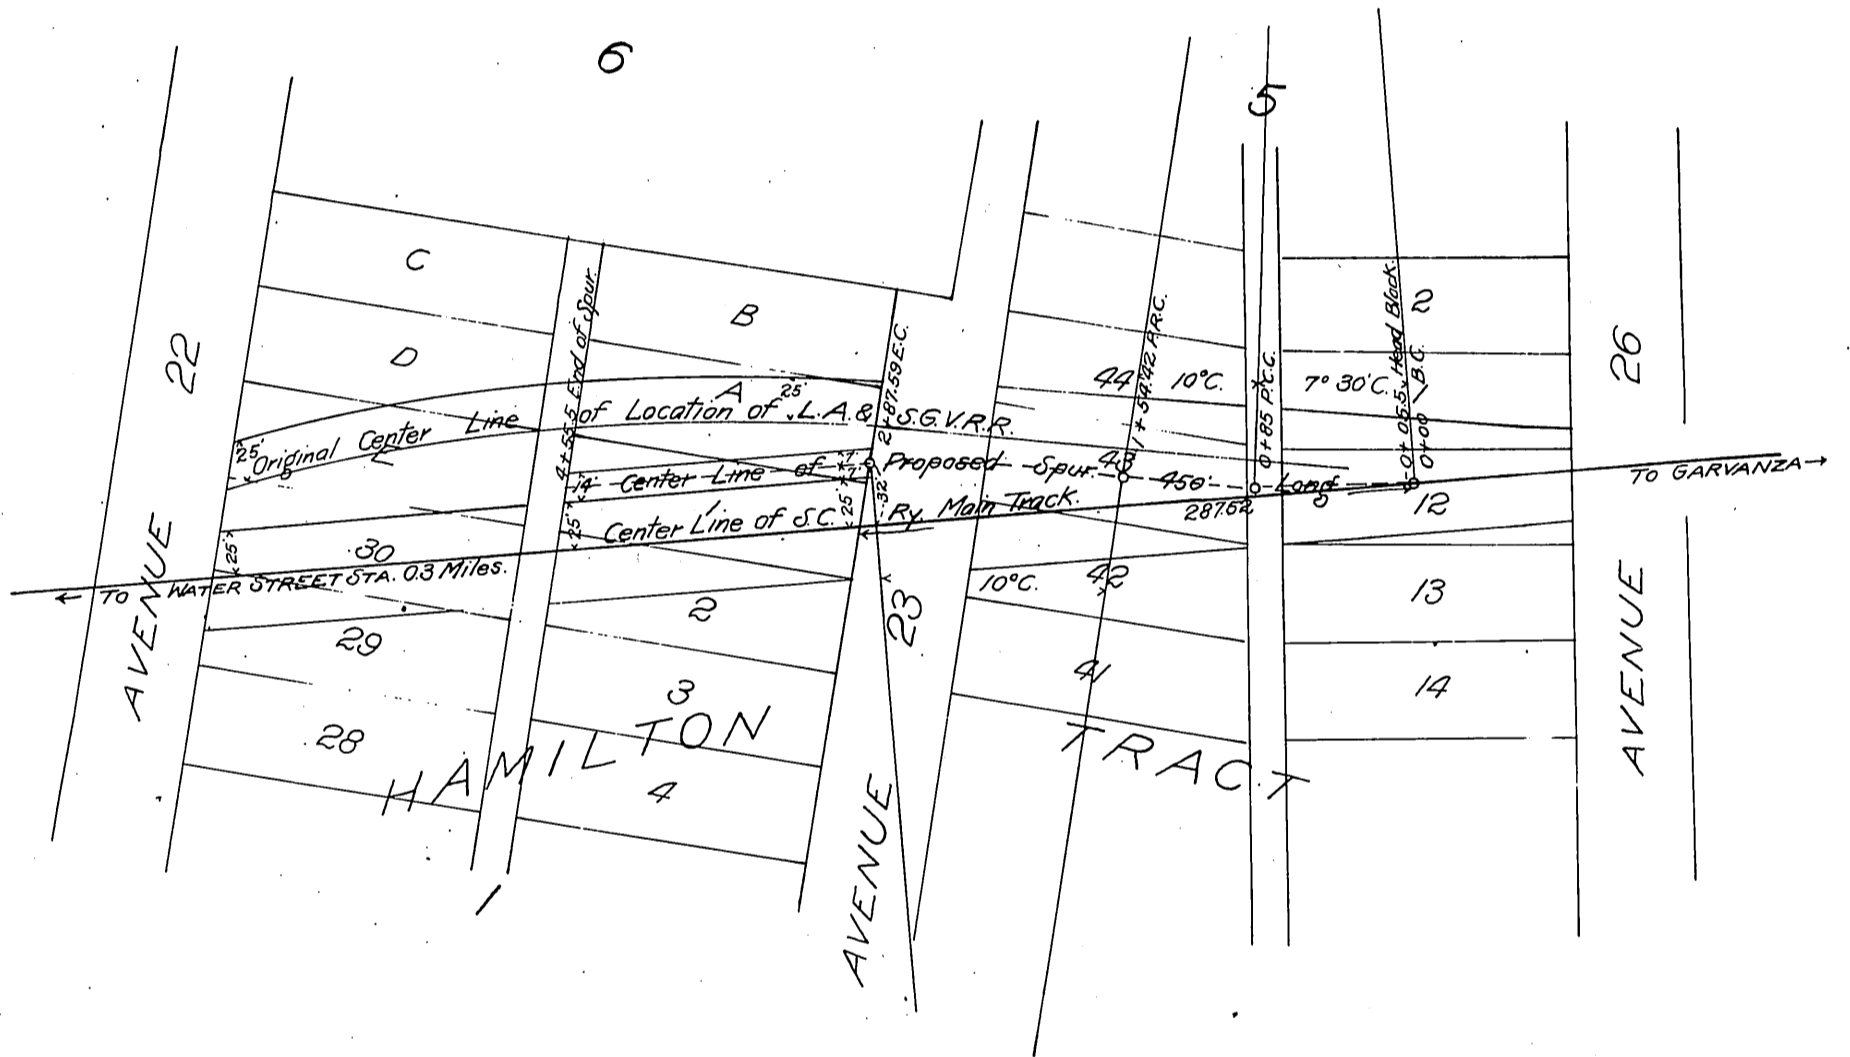 6
5
C
B
D
A
22
26
2
44
10°C.
7° 30' C.
4+55.5 End of Spur.
2+87.59 E.C.
1+54.42 P.R.C.
0+85 P.C.C.
0+05.5 Head Block.
0+00 B.C.
25'
25'
Original Center Line of Location of L.A. & S.G.V.R.R.
14'
7'
7'
43
Center Line of Proposed Spur 450' Long
TO GARVANZA
25'
25'
32'
25'
Center Line of S.C. Ry. Main Track.
287.62
12
30
TO WATER STREET STA. 0.3 Miles.
10°C.
42
13
29
2
23
41
14
28
3
4
HAMILTON TRACT
AVENUE
AVENUE
AVENUE
1